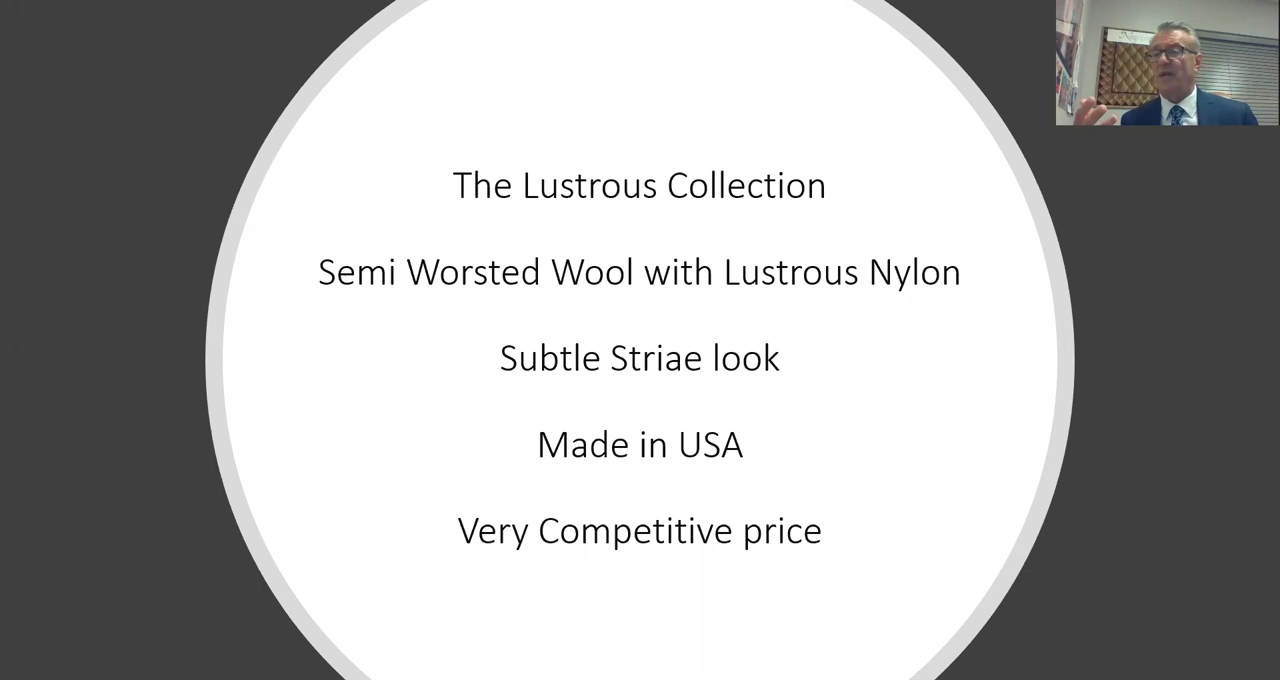 The Lustrous Collection
Semi Worsted Wool with Lustrous Nylon
Subtle Striae look
Made in USA
Very Competitive price